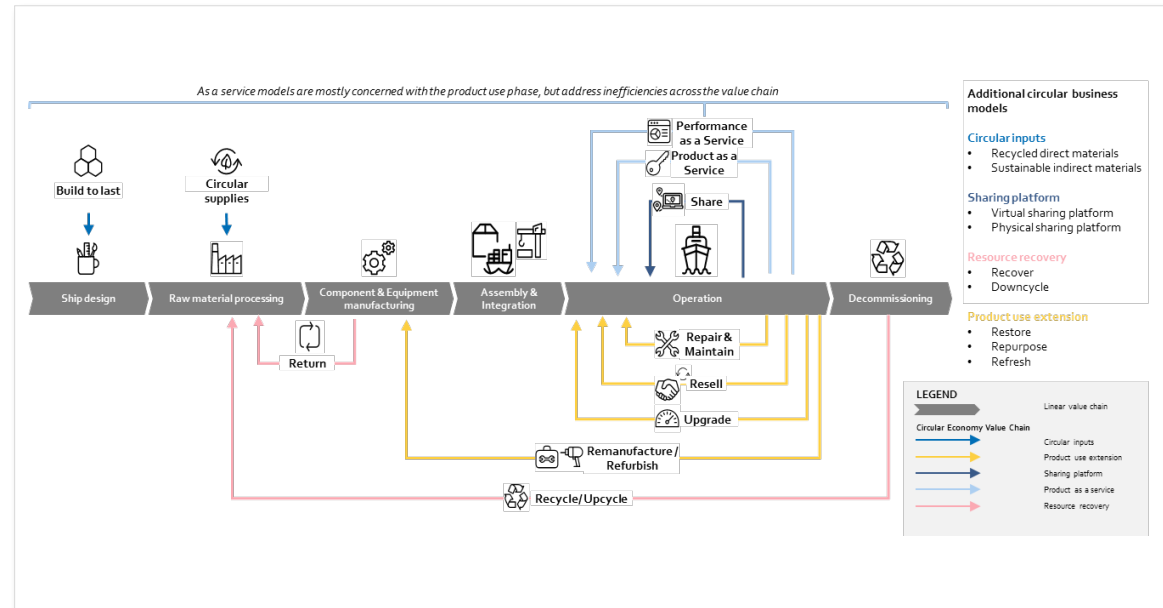 As a service models are mostly concerned with the product use phase, but address inefficiencies across the value chain
Performance
as a Service
Product as a
Service
Share
Build to last
Circular
supplies
Ship design
Raw material processing
Component & Equipment
manufacturing
Assembly &
Integration
Operation
Decommissioning
Return
Repair &
Maintain
Resell
Upgrade
Remanufacture /
Refurbish
Recycle/Upcycle
Additional circular business
models
Circular inputs
• Recycled direct materials
• Sustainable indirect materials
Sharing platform
• Virtual sharing platform
• Physical sharing platform
Resource recovery
• Recover
• Downcycle
Product use extension
• Restore
• Repurpose
• Refresh
LEGEND
Linear value chain
Circular Economy Value Chain
Circular inputs
Product use extension
Sharing platform
Product as a service
Resource recovery